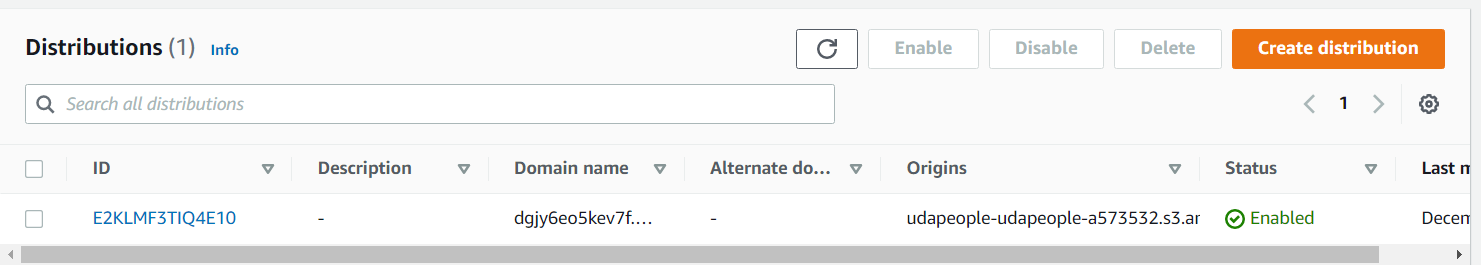 Distributions (1) Info Enable Disable Delete Create distribution
Search all distributions 1
ID Description Domain name Alternate do... Origins Status Last m
E2KLMF3TIQ4E10 - dgjy6eo5kev7f.... - udapeople-udapeople-a573532.s3.ar Enabled Decem